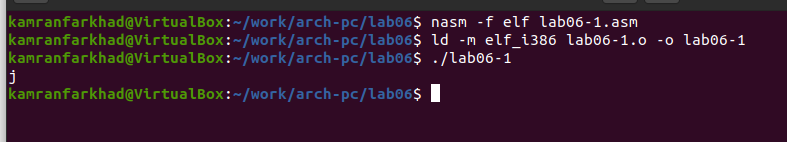 kamranfarkhad@VirtualBox:~/work/arch-pc/lab06$ nasm -f elf lab06-1.asm
kamranfarkhad@VirtualBox:~/work/arch-pc/lab06$ ld -m elf_i386 lab06-1.o -o lab06-1
kamranfarkhad@VirtualBox:~/work/arch-pc/lab06$ ./lab06-1
j
kamranfarkhad@VirtualBox:~/work/arch-pc/lab06$